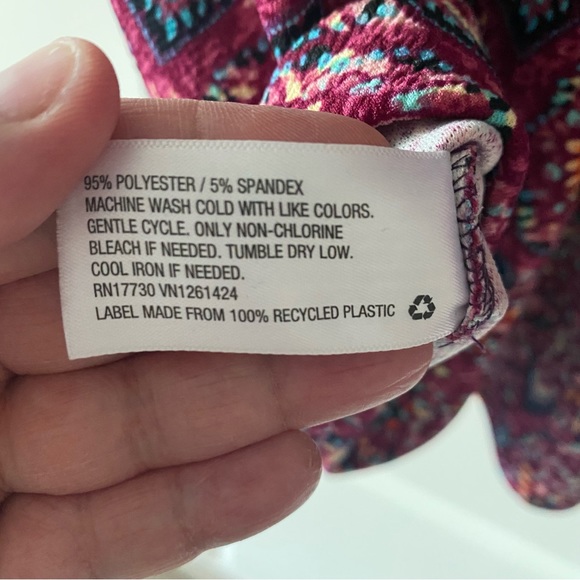 95% POLYESTER / 5% SPANDEX
MACHINE WASH COLD WITH LIKE COLORS.
GENTLE CYCLE. ONLY NON-CHLORINE
BLEACH IF NEEDED. TUMBLE DRY LOW.
COOL IRON IF NEEDED.
RN17730 VN1261424
LABEL MADE FROM 100% RECYCLED PLASTIC